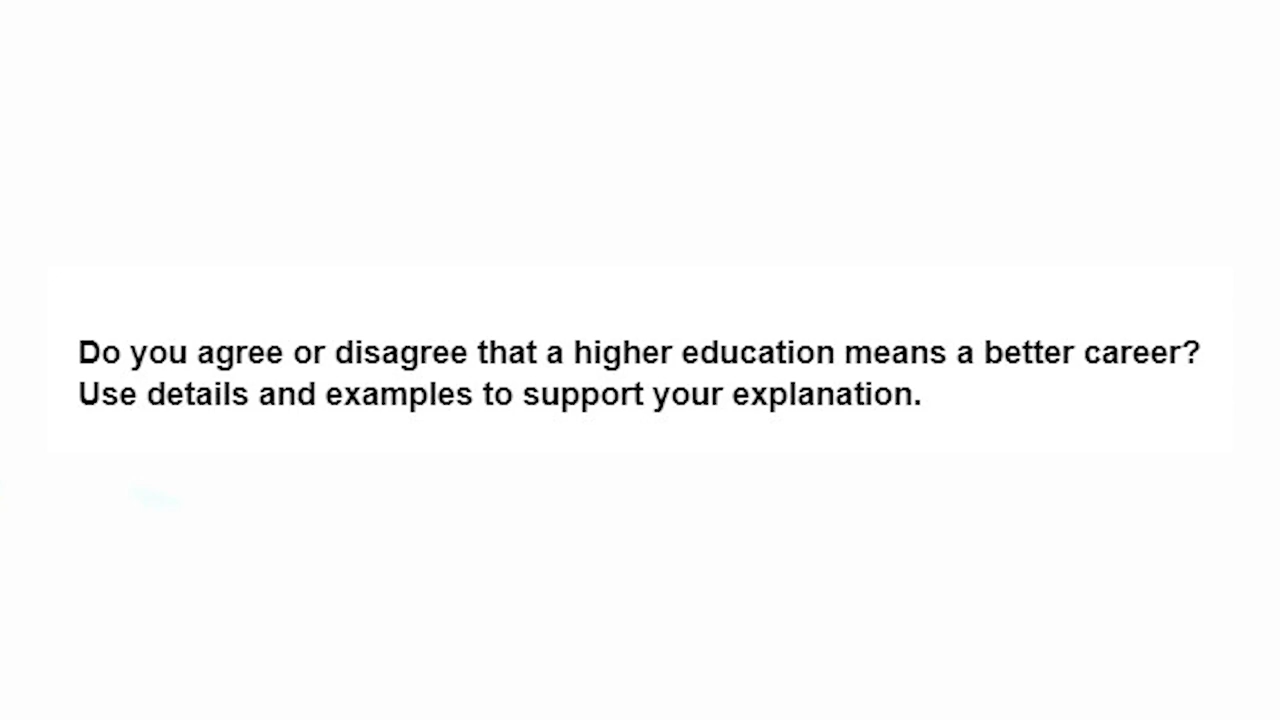 Do you agree or disagree that a higher education means a better career?
Use details and examples to support your explanation.